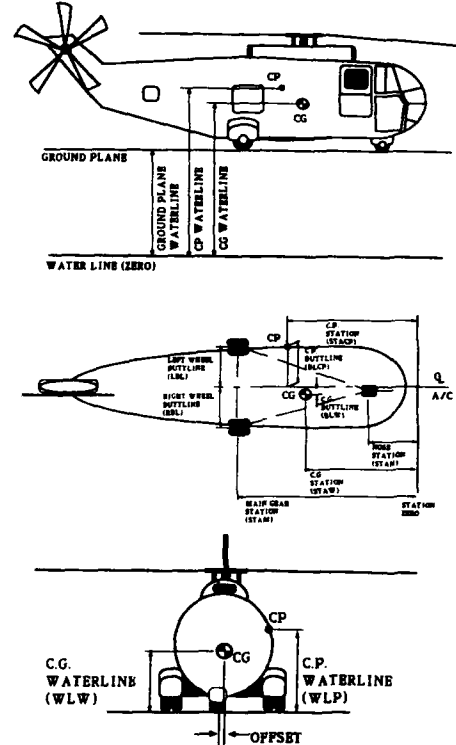 CP
CG
GROUND PLANE
GROUND PLANE
WATERLINE
CP WATERLINE
CG WATERLINE
WATER LINE (ZERO)
CP
C.P
STATION
(STACP)
LEFT WHEEL
BUTTLINE
(LBL)
C.P
BUTTLINE
(BLCP)
RIGHT WHEEL
BUTTLINE
(RBL)
CG
C.G
BUTTLINE
(BLW)
A/C
NOSE
STATION
(STAN)
C.G
STATION
(STAW)
MAIN GEAR
STATION
(STAM)
STATION
ZERO
CP
CG
C.G.
WATERLINE
(WLW)
C.P.
WATERLINE
(WLP)
OFFSET